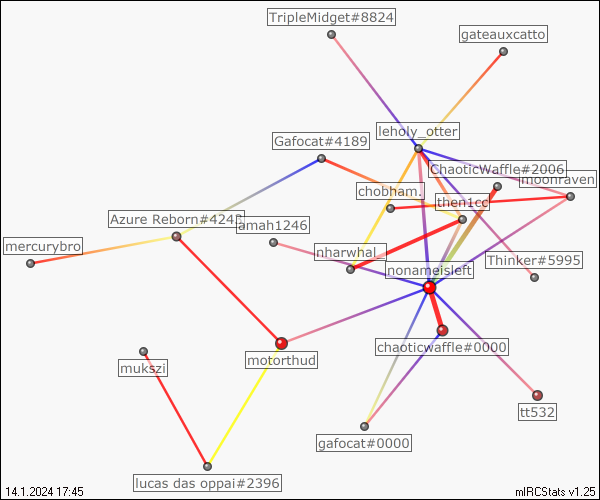 TripleMidget#8824
gateauxcatto
leholy_otter
Gafocat#4189
ChaoticWaffle#2006
moonraven
chobham.
then1cc
Azure Reborn#4243
amah1246
mercurybro
nharwhal_
Thinker#5995
nonameisleft
chaoticwaffle#0000
motorthud
mukszi
tt532
gafocat#0000
lucas das oppai#2396
14.1.2024 17:45
mIRCStats v1.25